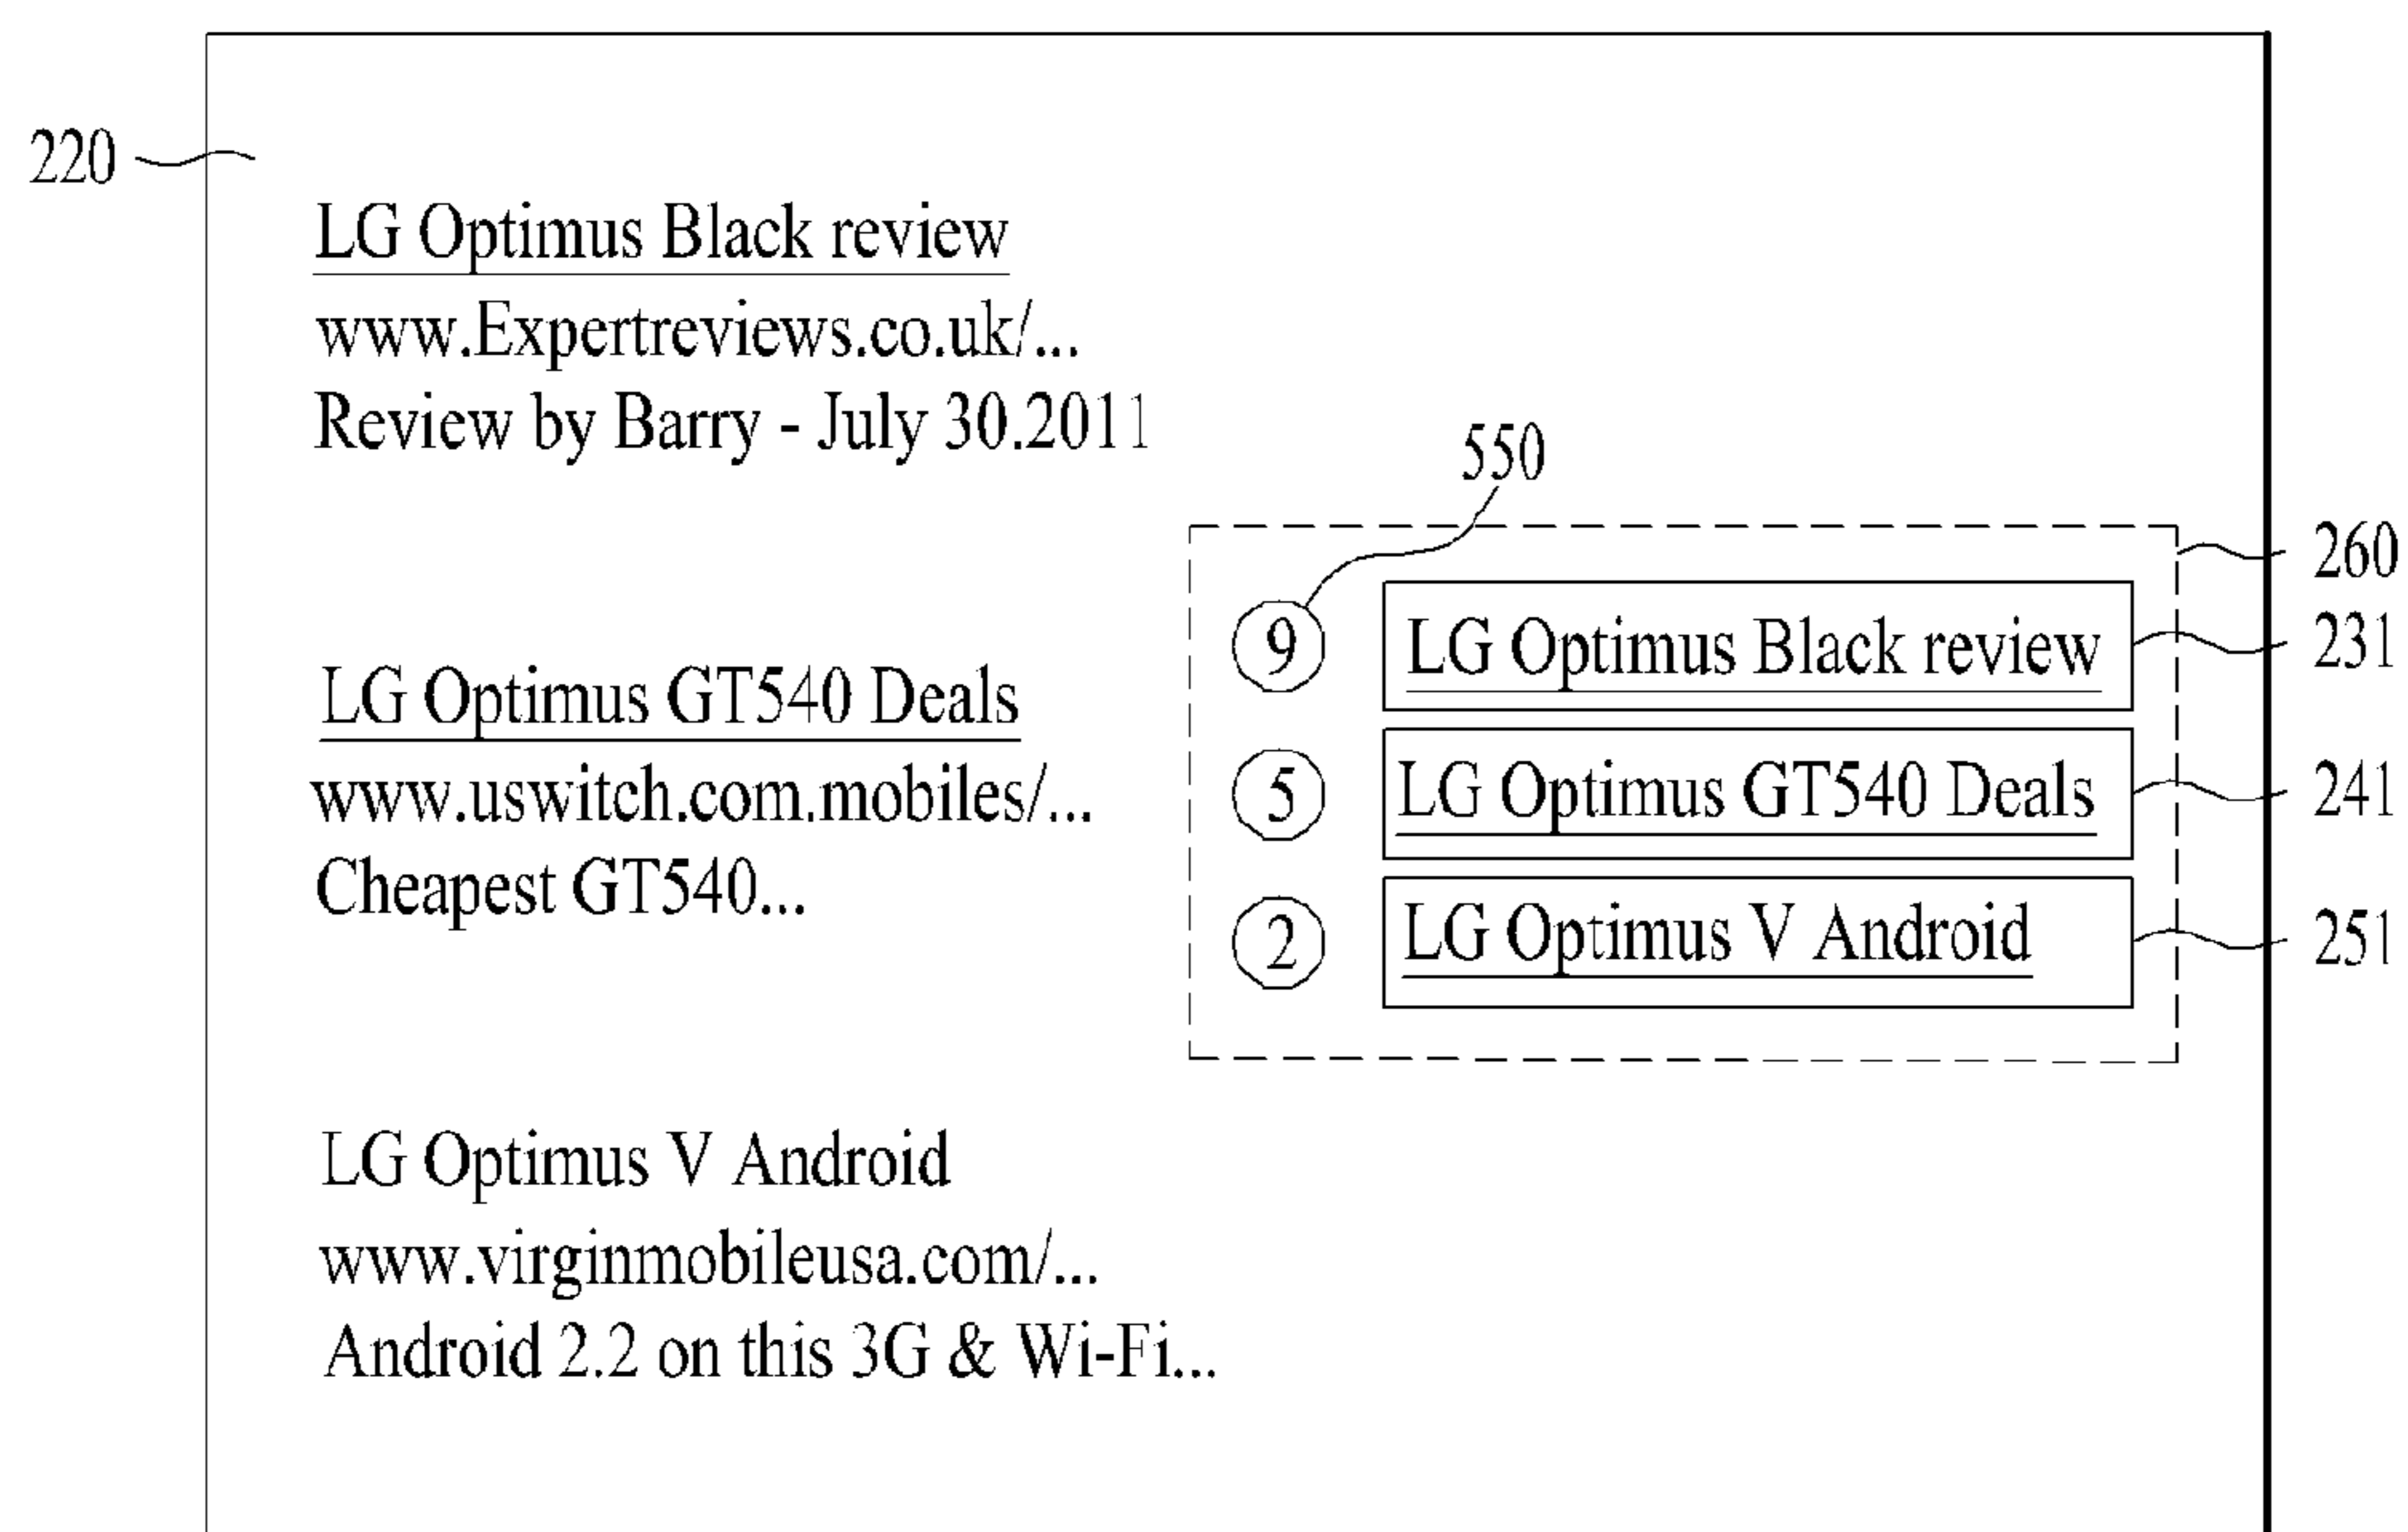 220
LG Optimus Black review
www.Expertreviews.co.uk/...
Review by Barry - July 30.2011
550
260
9 LG Optimus Black review 231
LG Optimus GT540 Deals
www.uswitch.com.mobiles/...
Cheapest GT540...
5 LG Optimus GT540 Deals 241
2 LG Optimus V Android 251
LG Optimus V Android
www.virginmobileusa.com/...
Android 2.2 on this 3G & Wi-Fi...